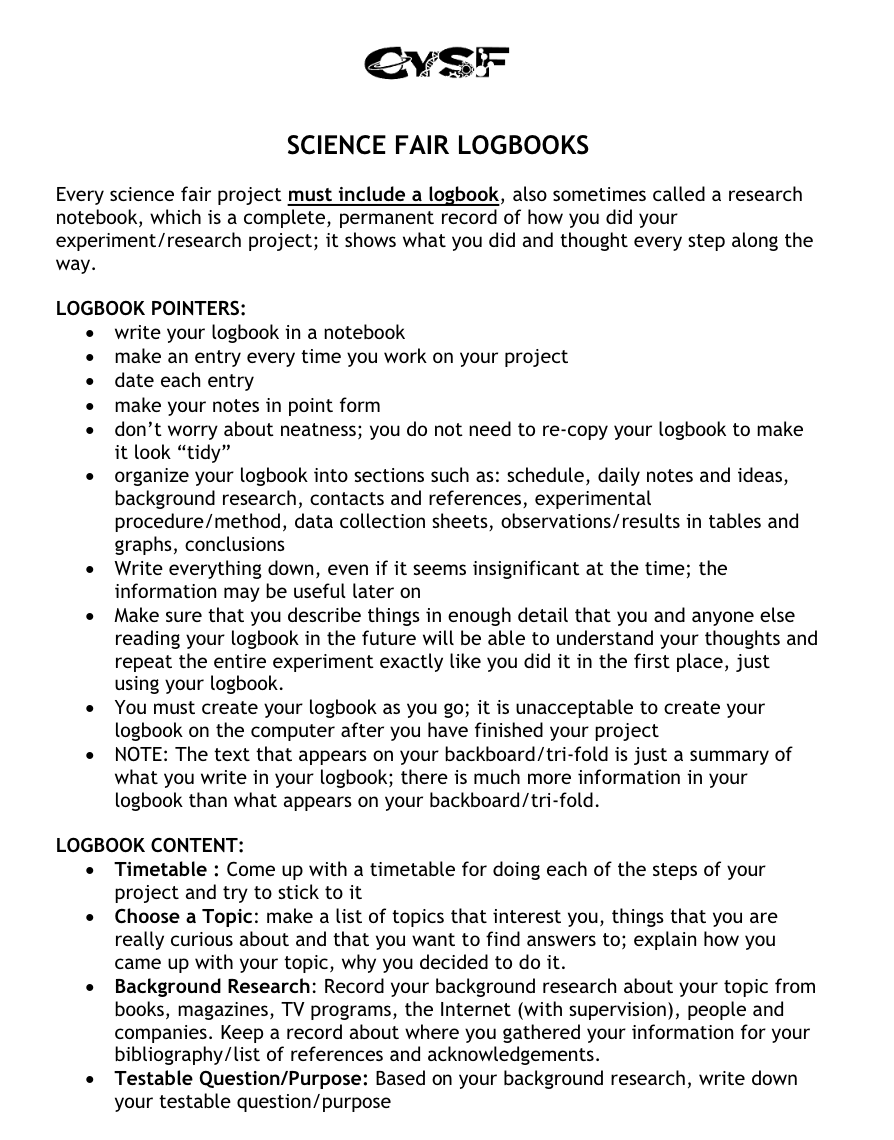 CYSF
SCIENCE FAIR LOGBOOKS
Every science fair project must include a logbook, also sometimes called a research
notebook, which is a complete, permanent record of how you did your
experiment/research project; it shows what you did and thought every step along the
way.
LOGBOOK POINTERS:
• write your logbook in a notebook
• make an entry every time you work on your project
• date each entry
• make your notes in point form
• don’t worry about neatness; you do not need to re-copy your logbook to make
it look “tidy”
• organize your logbook into sections such as: schedule, daily notes and ideas,
background research, contacts and references, experimental
procedure/method, data collection sheets, observations/results in tables and
graphs, conclusions
• Write everything down, even if it seems insignificant at the time; the
information may be useful later on
• Make sure that you describe things in enough detail that you and anyone else
reading your logbook in the future will be able to understand your thoughts and
repeat the entire experiment exactly like you did it in the first place, just
using your logbook.
• You must create your logbook as you go; it is unacceptable to create your
logbook on the computer after you have finished your project
• NOTE: The text that appears on your backboard/tri-fold is just a summary of
what you write in your logbook; there is much more information in your
logbook than what appears on your backboard/tri-fold.
LOGBOOK CONTENT:
• Timetable : Come up with a timetable for doing each of the steps of your
project and try to stick to it
• Choose a Topic: make a list of topics that interest you, things that you are
really curious about and that you want to find answers to; explain how you
came up with your topic, why you decided to do it.
• Background Research: Record your background research about your topic from
books, magazines, TV programs, the Internet (with supervision), people and
companies. Keep a record about where you gathered your information for your
bibliography/list of references and acknowledgements.
• Testable Question/Purpose: Based on your background research, write down
your testable question/purpose